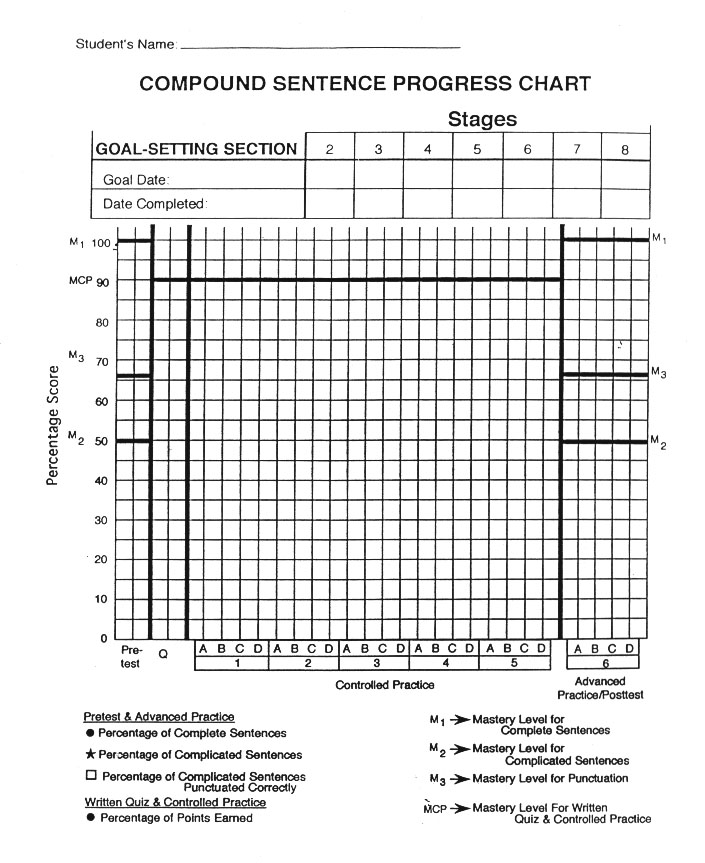 Student's Name:
COMPOUND SENTENCE PROGRESS CHART
Stages
GOAL-SETTING SECTION 2 3 4 5 6 7 8
Goal Date:
Date Completed:
M1 100 M1
MCP 90
80
M3 70 M3
60
M2 50 M2
40
30
20
10
0
Percentage Score
Pre-test Q A B C D A B C D A B C D A B C D A B C D A B C D
1 2 3 4 5 6
Controlled Practice
Advanced
Practice/Posttest
Pretest & Advanced Practice
● Percentage of Complete Sentences
★ Percentage of Complicated Sentences
□ Percentage of Complicated Sentences
Punctuated Correctly
Written Quiz & Controlled Practice
● Percentage of Points Earned
M1 → Mastery Level for
Complete Sentences
M2 → Mastery Level for
Complicated Sentences
M3 → Mastery Level for Punctuation
MCP → Mastery Level For Written
Quiz & Controlled Practice